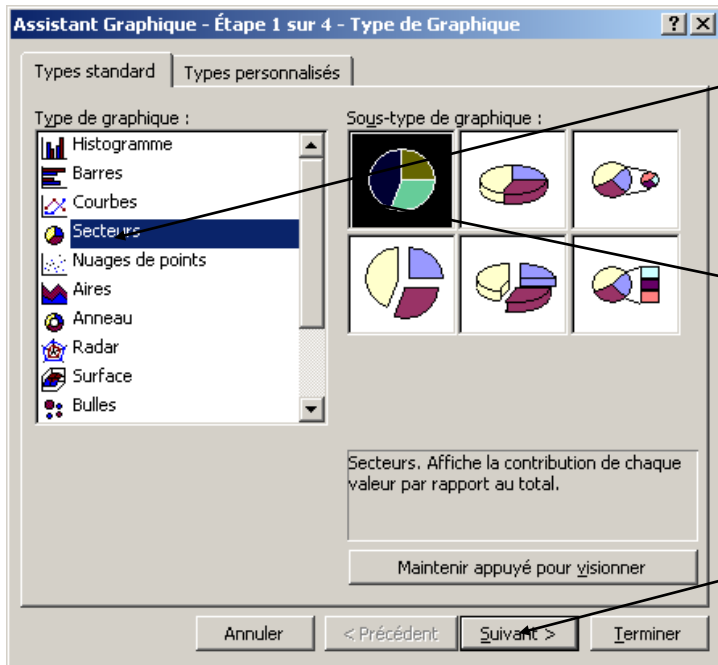 Assistant Graphique - Étape 1 sur 4 - Type de Graphique
Types standard
Types personnalisés
Type de graphique :
Histogramme
Barres
Courbes
Secteurs
Nuages de points
Aires
Anneau
Radar
Surface
Bulles
Sous-type de graphique :
Secteurs. Affiche la contribution de chaque
valeur par rapport au total.
Maintenir appuyé pour visionner
Annuler
< Précédent
Suivant >
Terminer